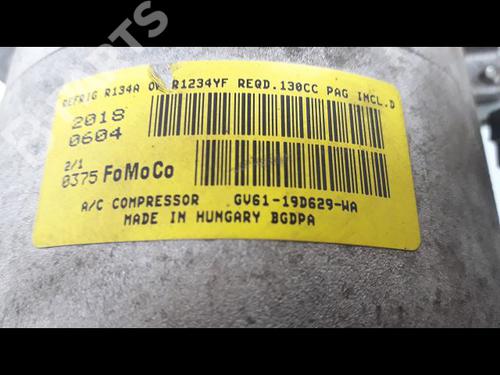 REFRIG R134A OW R1234YF REQD.130CC PAG INCL.D
2018
0604
2/1
0375 FoMoCo
A/C COMPRESSOR GV61-19D629-WA
MADE IN HUNGARY BGDPA